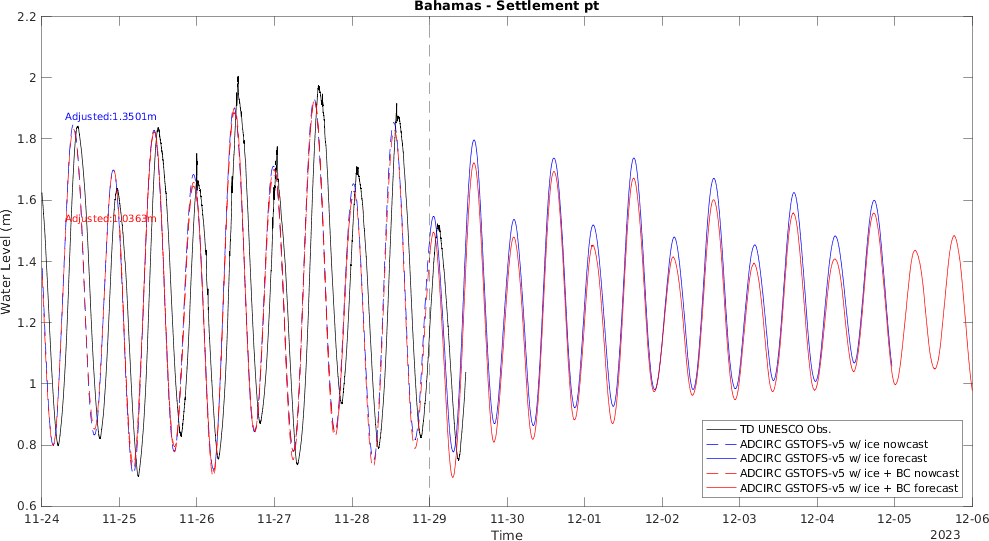 Bahamas - Settlement pt
2.2
2
1.8
1.6
1.4
1.2
1
0.8
0.6
Water Level (m)
Adjusted:1.3501m
Adjusted:1.0363m
TD UNESCO Obs.
ADCIRC GSTOFS-v5 w/ ice nowcast
ADCIRC GSTOFS-v5 w/ ice forecast
ADCIRC GSTOFS-v5 w/ ice + BC nowcast
ADCIRC GSTOFS-v5 w/ ice + BC forecast
11-24 11-25 11-26 11-27 11-28 11-29 11-30 12-01 12-02 12-03 12-04 12-05 12-06
Time
2023